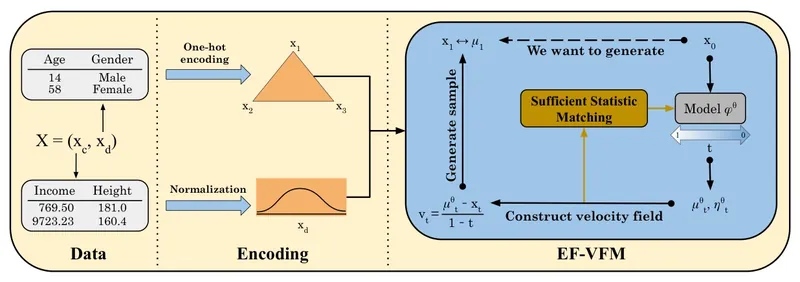 Age Gender
14 Male
58 Female
X = (x_c, x_d)
Income Height
769.50 181.0
9723.23 160.4
Data
One-hot
encoding
x_1
x_2 x_3
Normalization
x_d
Encoding
x_1 ↔ μ_1
We want to generate
x_0
Generate sample
Sufficient Statistic
Matching
Model φ^θ
1 0
t
v_t = μ^θ_t - x_t
1 - t
Construct velocity field
μ^θ_t, η^θ_t
EF-VFM